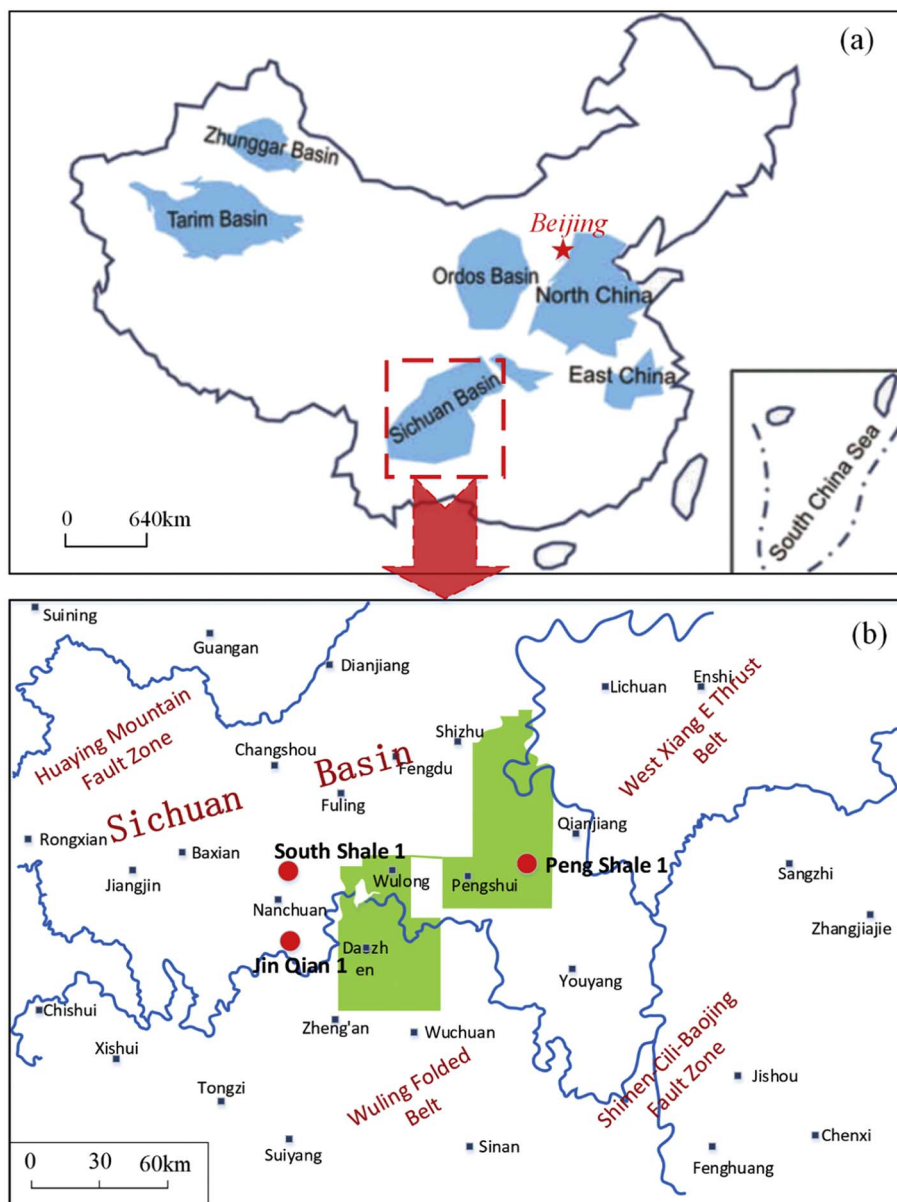 (a)
Zhunggar Basin
Tarim Basin
Beijing
Ordos Basin
North China
East China
Sichuan Basin
South China Sea
0 640km
(b)
Suining
Guangan
Dianjiang
Lichuan
Enshi
Huaying Mountain
Fault Zone
West Xiang E Thrust
Belt
Changshou
Shizhu
Fengdu
Sichuan Basin
Fuling
Rongxian
Baxian
Jiangjin
South Shale 1
Wulong
Pengshui
Qianjiang
Peng Shale 1
Sangzhi
Nanchuan
Zhangjiajie
Jin Qian 1
Daozh
en
Youyang
Chishui
Zheng'an
Wuchuan
Xishui
Tongzi
Wuling Folded
Belt
Shimen-Cili-Baojing
Fault Zone
Jishou
Suiyang
Sinan
Chenxi
Fenghuang
0 30 60km